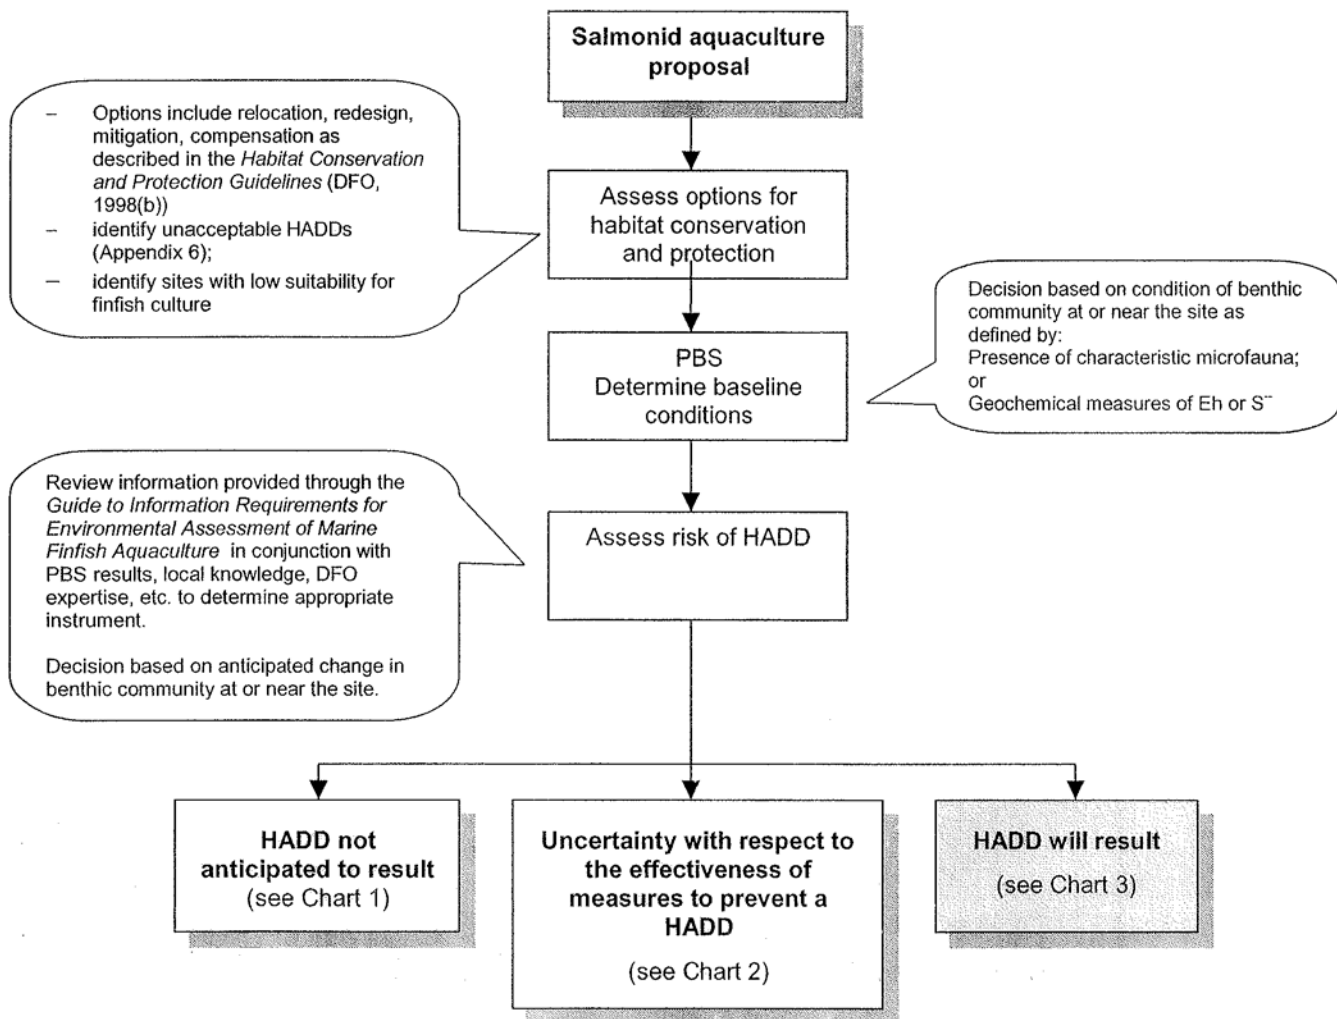 Salmonid aquaculture
proposal
– Options include relocation, redesign,
mitigation, compensation as
described in the Habitat Conservation
and Protection Guidelines (DFO,
1998(b))
– identify unacceptable HADDs
(Appendix 6);
– identify sites with low suitability for
finfish culture
Assess options for
habitat conservation
and protection
Decision based on condition of benthic
community at or near the site as
defined by:
Presence of characteristic microfauna;
or
Geochemical measures of Eh or S⁻⁻
PBS
Determine baseline
conditions
Review information provided through the
Guide to Information Requirements for
Environmental Assessment of Marine
Finfish Aquaculture in conjunction with
PBS results, local knowledge, DFO
expertise, etc. to determine appropriate
instrument.
Decision based on anticipated change in
benthic community at or near the site.
Assess risk of HADD
HADD not
anticipated to result
(see Chart 1)
Uncertainty with respect to
the effectiveness of
measures to prevent a
HADD
(see Chart 2)
HADD will result
(see Chart 3)